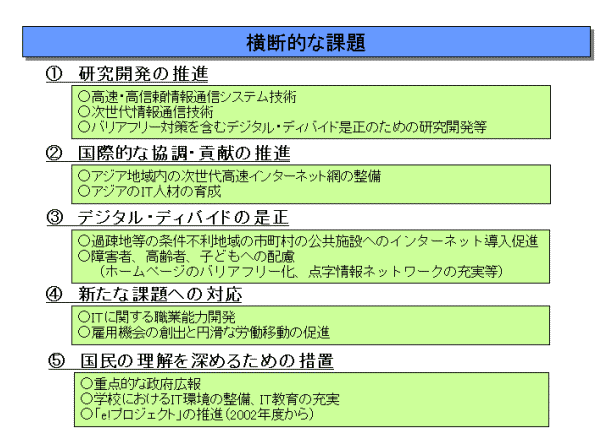 横断的な課題
① 研究開発の推進
○高速・高信頼情報通信システム技術
○次世代情報通信技術
○バリアフリー対策を含むデジタル・ディバイド是正のための研究開発等
② 国際的な協調・貢献の推進
○アジア地域内の次世代高速インターネット網の整備
○アジアのIT人材の育成
③ デジタル・ディバイドの是正
○過疎地等の条件不利地域の市町村の公共施設へのインターネット導入促進
○障害者、高齢者、子どもへの配慮
（ホームページのバリアフリー化、点字情報ネットワークの充実等）
④ 新たな課題への対応
○ITに関する職業能力開発
○雇用機会の創出と円滑な労働移動の促進
⑤ 国民の理解を深めるための措置
○重点的な政府広報
○学校におけるIT環境の整備、IT教育の充実
○「e!プロジェクト」の推進（2002年度から）